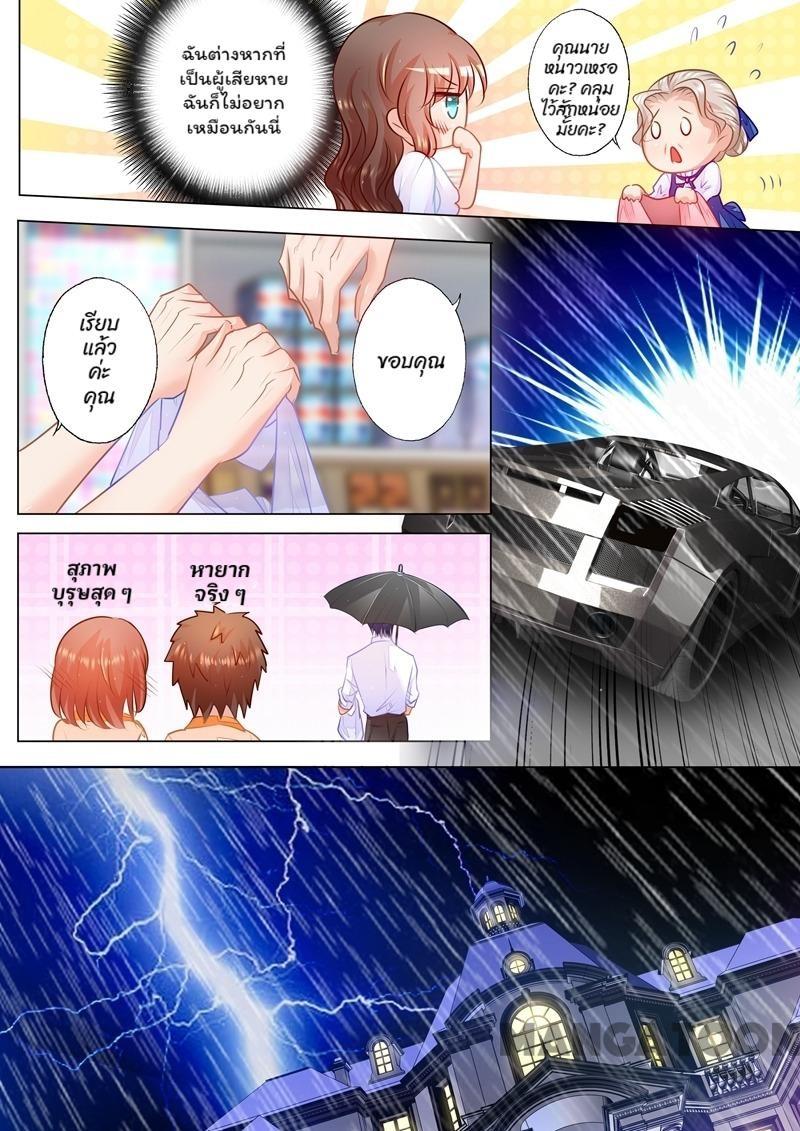 ฉันต่างหากที่
เป็นผู้เสียหาย
ฉันก็ไม่อยาก
เหมือนกันนี่
คุณนาย
หนาวเหรอ
คะ? คลุม
ไว้สักหน่อย
มั้ยคะ?
เรียบ
แล้ว
ค่ะ
คุณ
ขอบคุณ
สุภาพ
บุรุษสุด ๆ
หายาก
จริง ๆ
MANGATOON